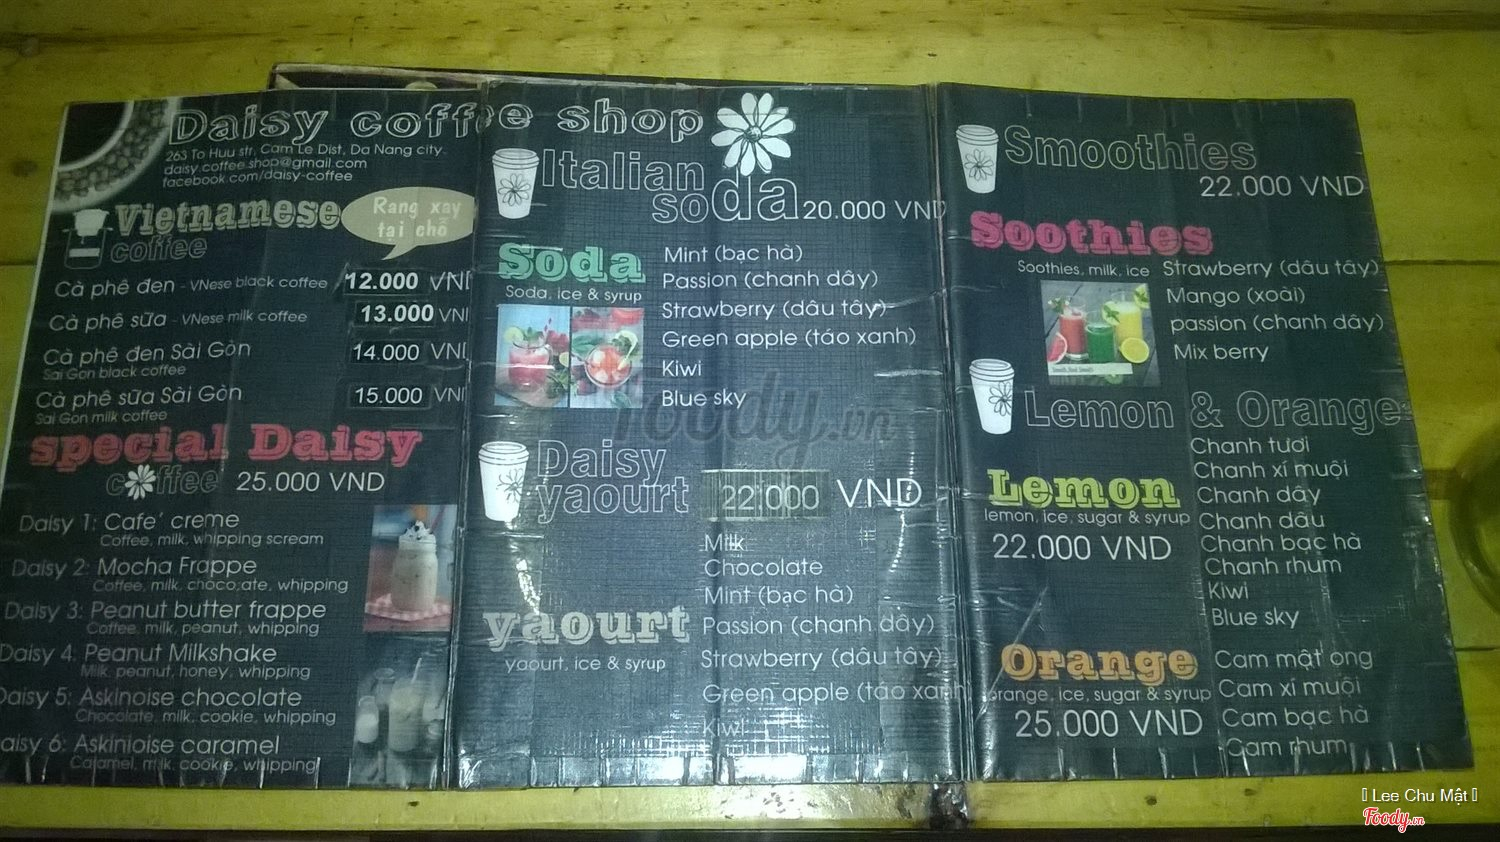 Daisy coffee shop
263 To Huu str, Cam Le Dist, Da Nang city.
daisy.coffee.shop@gmail.com
facebook.com/daisy-coffee
Vietnamese
coffee
Rang xay
tại chỗ
Cà phê đen - VNese black coffee 12.000 VND
Cà phê sữa - VNese milk coffee 13.000 VND
Cà phê đen Sài Gòn 14.000 VND
Sai Gon black coffee
Cà phê sữa Sài Gòn 15.000 VND
Sai Gon milk coffee
special Daisy
coffee 25.000 VND
Daisy 1: Cafe' creme
Coffee, milk, whipping scream
Daisy 2: Mocha Frappe
Coffee, milk, chocolate, whipping
Daisy 3: Peanut butter frappe
Coffee, milk, peanut, whipping
Daisy 4: Peanut Milkshake
Milk, peanut, honey, whipping
Daisy 5: Askinoise chocolate
Chocolate, milk, cookie, whipping
aisy 6: Askinioise caramel
Caramel, milk, cookie, whipping
Italian
soda 20.000 VND
Soda
Soda, ice & syrup
Mint (bạc hà)
Passion (chanh dây)
Strawberry (dâu tây)
Green apple (táo xanh)
Kiwi
Blue sky
Daisy
yaourt 22.000 VND
yaourt
yaourt, ice & syrup
Milk
Chocolate
Mint (bạc hà)
Passion (chanh dây)
Strawberry (dâu tây)
Green apple (táo xanh)
Kiwi
Smoothies
22.000 VND
Soothies
Soothies, milk, ice
Strawberry (dâu tây)
Mango (xoài)
passion (chanh dây)
Mix berry
Lemon & Orange
Lemon
lemon, ice, sugar & syrup
22.000 VND
Chanh tươi
Chanh xí muội
Chanh dây
Chanh dâu
Chanh bạc hà
Chanh rhum
Kiwi
Blue sky
Orange
orange, ice, sugar & syrup
25.000 VND
Cam mật ong
Cam xí muội
Cam bạc hà
Cam rhum
Foody.vn
Lee Chu Mật
Foody.vn